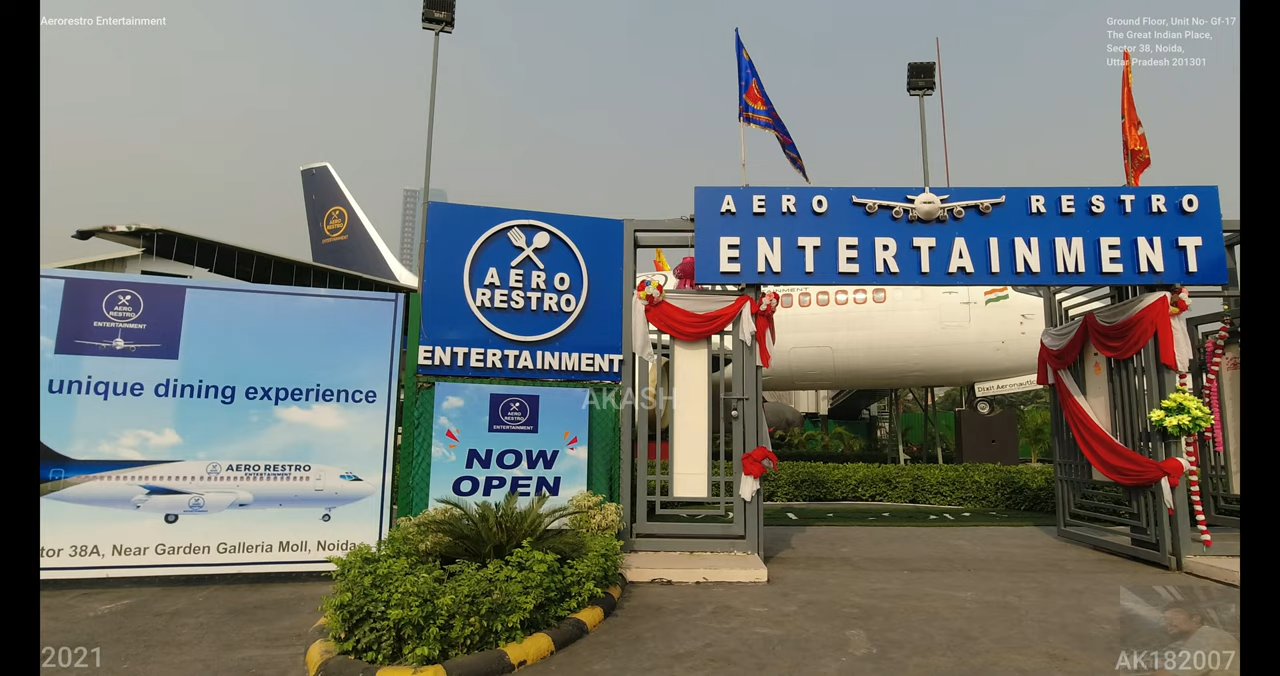 Aerorestro Entertainment
Ground Floor, Unit No- Gf-17
The Great Indian Place,
Sector 38, Noida,
Uttar Pradesh 201301
AERO RESTRO
ENTERTAINMENT
AERO
RESTRO
ENTERTAINMENT
AERO
RESTRO
ENTERTAINMENT
AERO
RESTRO
ENTERTAINMENT
unique dining experience
AERO RESTRO
ENTERTAINMENT
tor 38A, Near Garden Galleria Moll, Noida
AERO
RESTRO
ENTERTAINMENT
NOW
OPEN
AKASH
Dixit Aeronautic
2021
AK182007